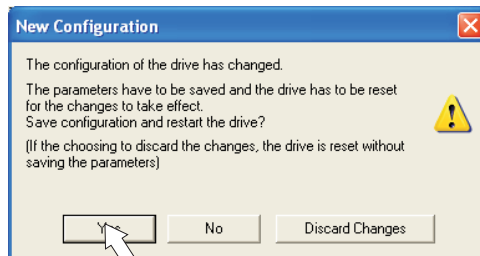 New Configuration
The configuration of the drive has changed.
The parameters have to be saved and the drive has to be reset
for the changes to take effect.
Save configuration and restart the drive?
(If the choosing to discard the changes, the drive is reset without
saving the parameters)
Yes No Discard Changes